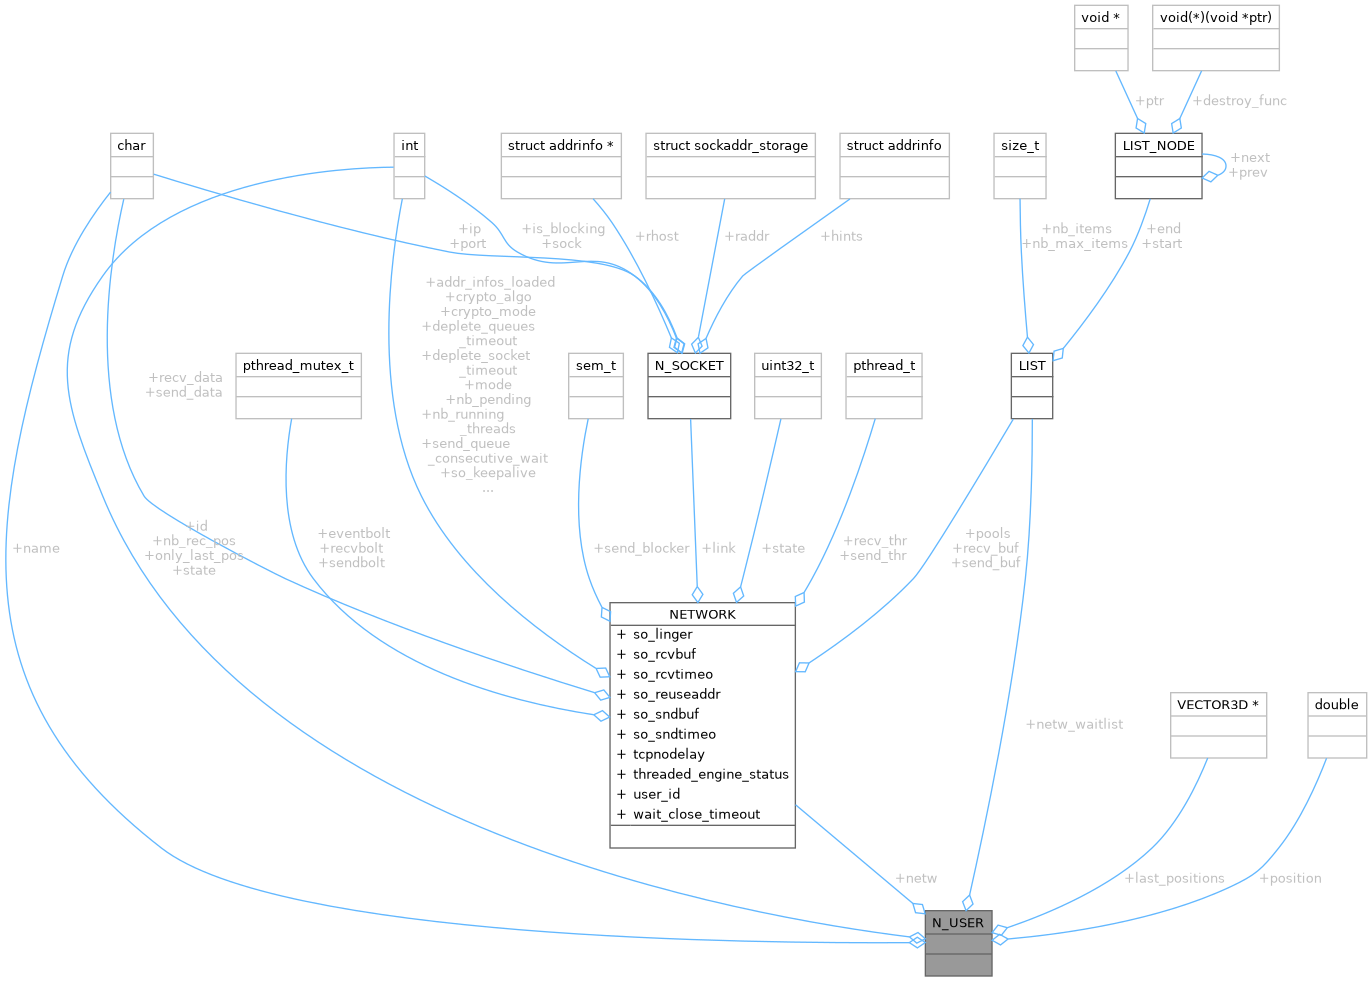 void *
void(*)(void *ptr)
+ptr
+destroy_func
char
int
struct addrinfo *
struct sockaddr_storage
struct addrinfo
size_t
LIST_NODE
+next
+prev
+ip
+port
+is_blocking
+sock
+rhost
+raddr
+hints
+nb_items
+nb_max_items
+end
+start
+addr_infos_loaded
+crypto_algo
+crypto_mode
+deplete_queues
_timeout
+deplete_socket
_timeout
+mode
+nb_pending
+nb_running
_threads
+send_queue
_consecutive_wait
+so_keepalive
...
+recv_data
+send_data
pthread_mutex_t
sem_t
N_SOCKET
uint32_t
pthread_t
LIST
+name
+id
+nb_rec_pos
+only_last_pos
+state
+eventbolt
+recvbolt
+sendbolt
+send_blocker
+link
+state
+recv_thr
+send_thr
+pools
+recv_buf
+send_buf
NETWORK
+ so_linger
+ so_rcvbuf
+ so_rcvtimeo
+ so_reuseaddr
+ so_sndbuf
+ so_sndtimeo
+ tcpnodelay
+ threaded_engine_status
+ user_id
+ wait_close_timeout
+netw_waitlist
VECTOR3D *
double
+netw
+last_positions
+position
N_USER